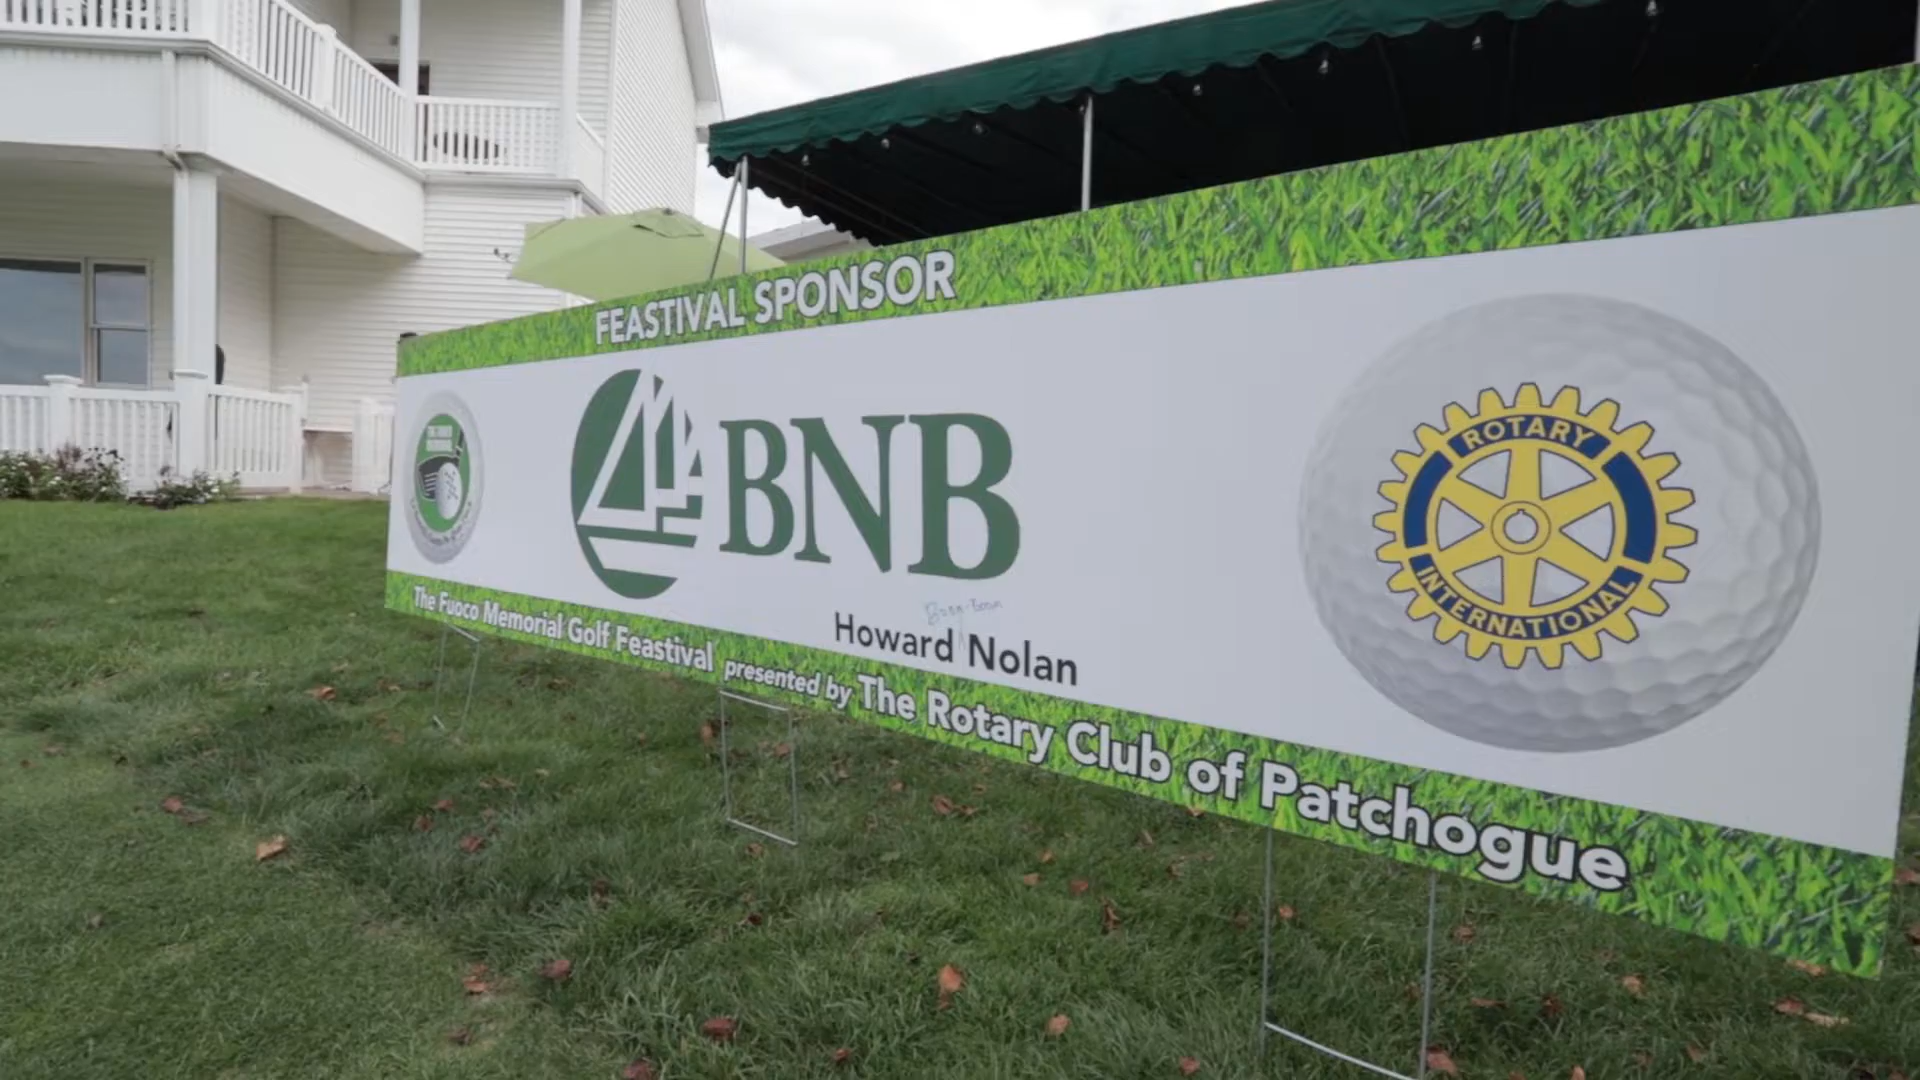 FEASTIVAL SPONSOR
BNB
Howard Nolan
ROTARY
INTERNATIONAL
The Fuoco Memorial Golf Feastival presented by The Rotary Club of Patchogue